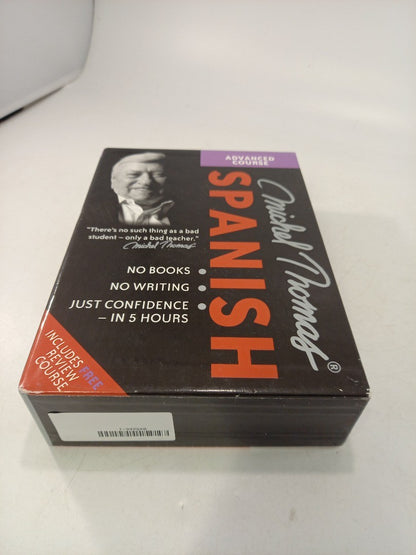 ADVANCED
COURSE
Michel Thomas®
SPANISH
"There's no such thing as a bad
student – only a bad teacher."
Michel Thomas
NO BOOKS •
NO WRITING •
JUST CONFIDENCE •
– IN 5 HOURS
INCLUDES FREE
REVIEW
COURSE